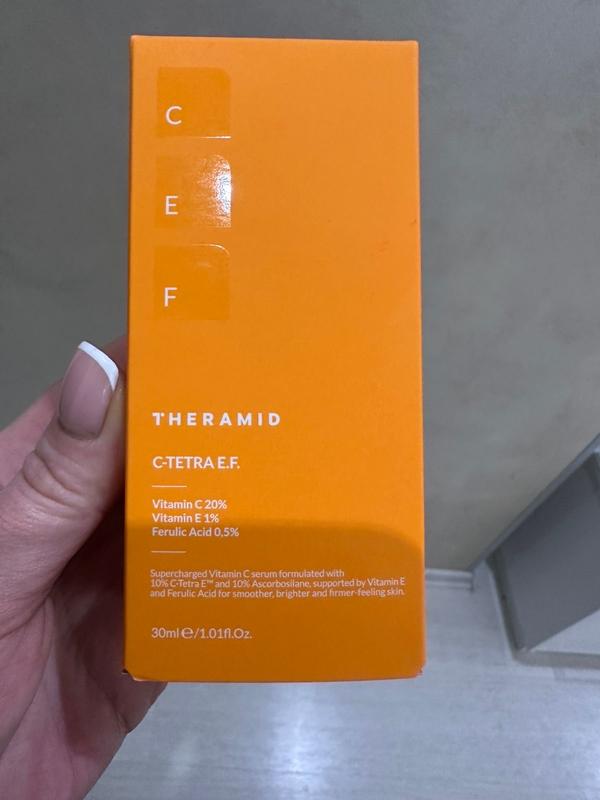 C
E
F
THERAMID
C-TETRA E.F.
Vitamin C 20%
Vitamin E 1%
Ferulic Acid 0,5%
Supercharged Vitamin C serum formulated with
10% C-Tetra E™ and 10% Ascorbosilane, supported by Vitamin E
and Ferulic Acid for smoother, brighter and firmer-feeling skin.
30ml ℮/1.01fl.Oz.